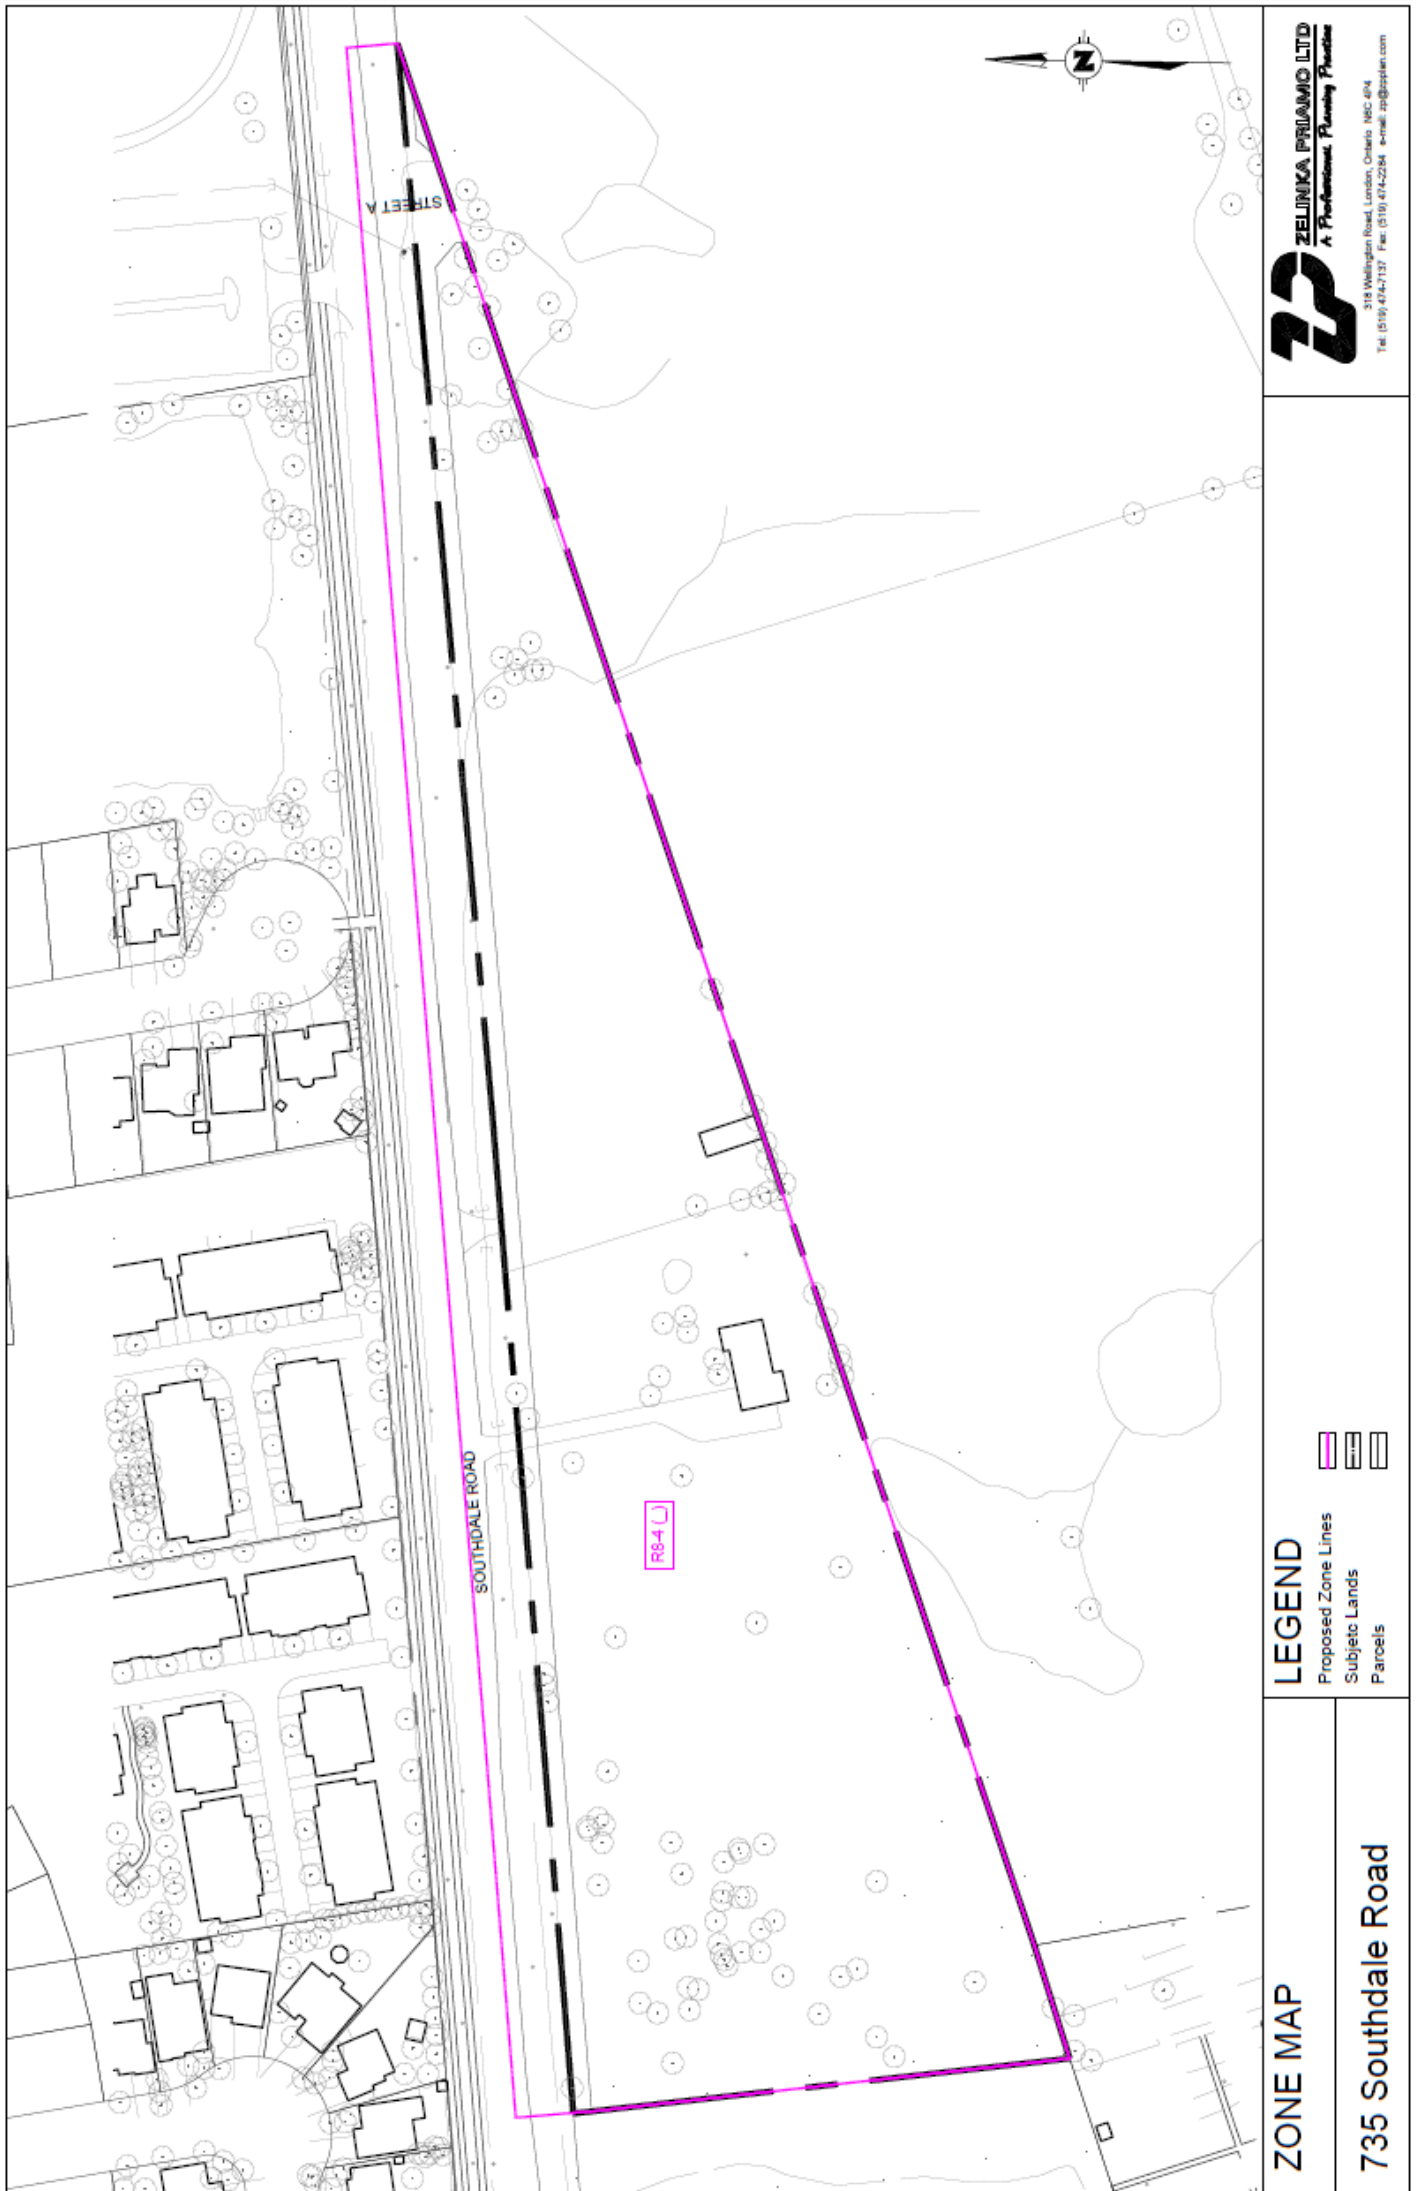 STREET A
SOUTHDALE ROAD
R8-4 (_)
N
ZONE MAP
735 Southdale Road
LEGEND
Proposed Zone Lines
Subjetc Lands
Parcels
ZP
ZELINKA PRIAMO LTD
A Professional Planning Practice
318 Wellington Road, London, Ontario N6C 4P4
Tel: (519) 474-7137 Fax: (519) 474-2284 e-mail: zp@zpplan.com